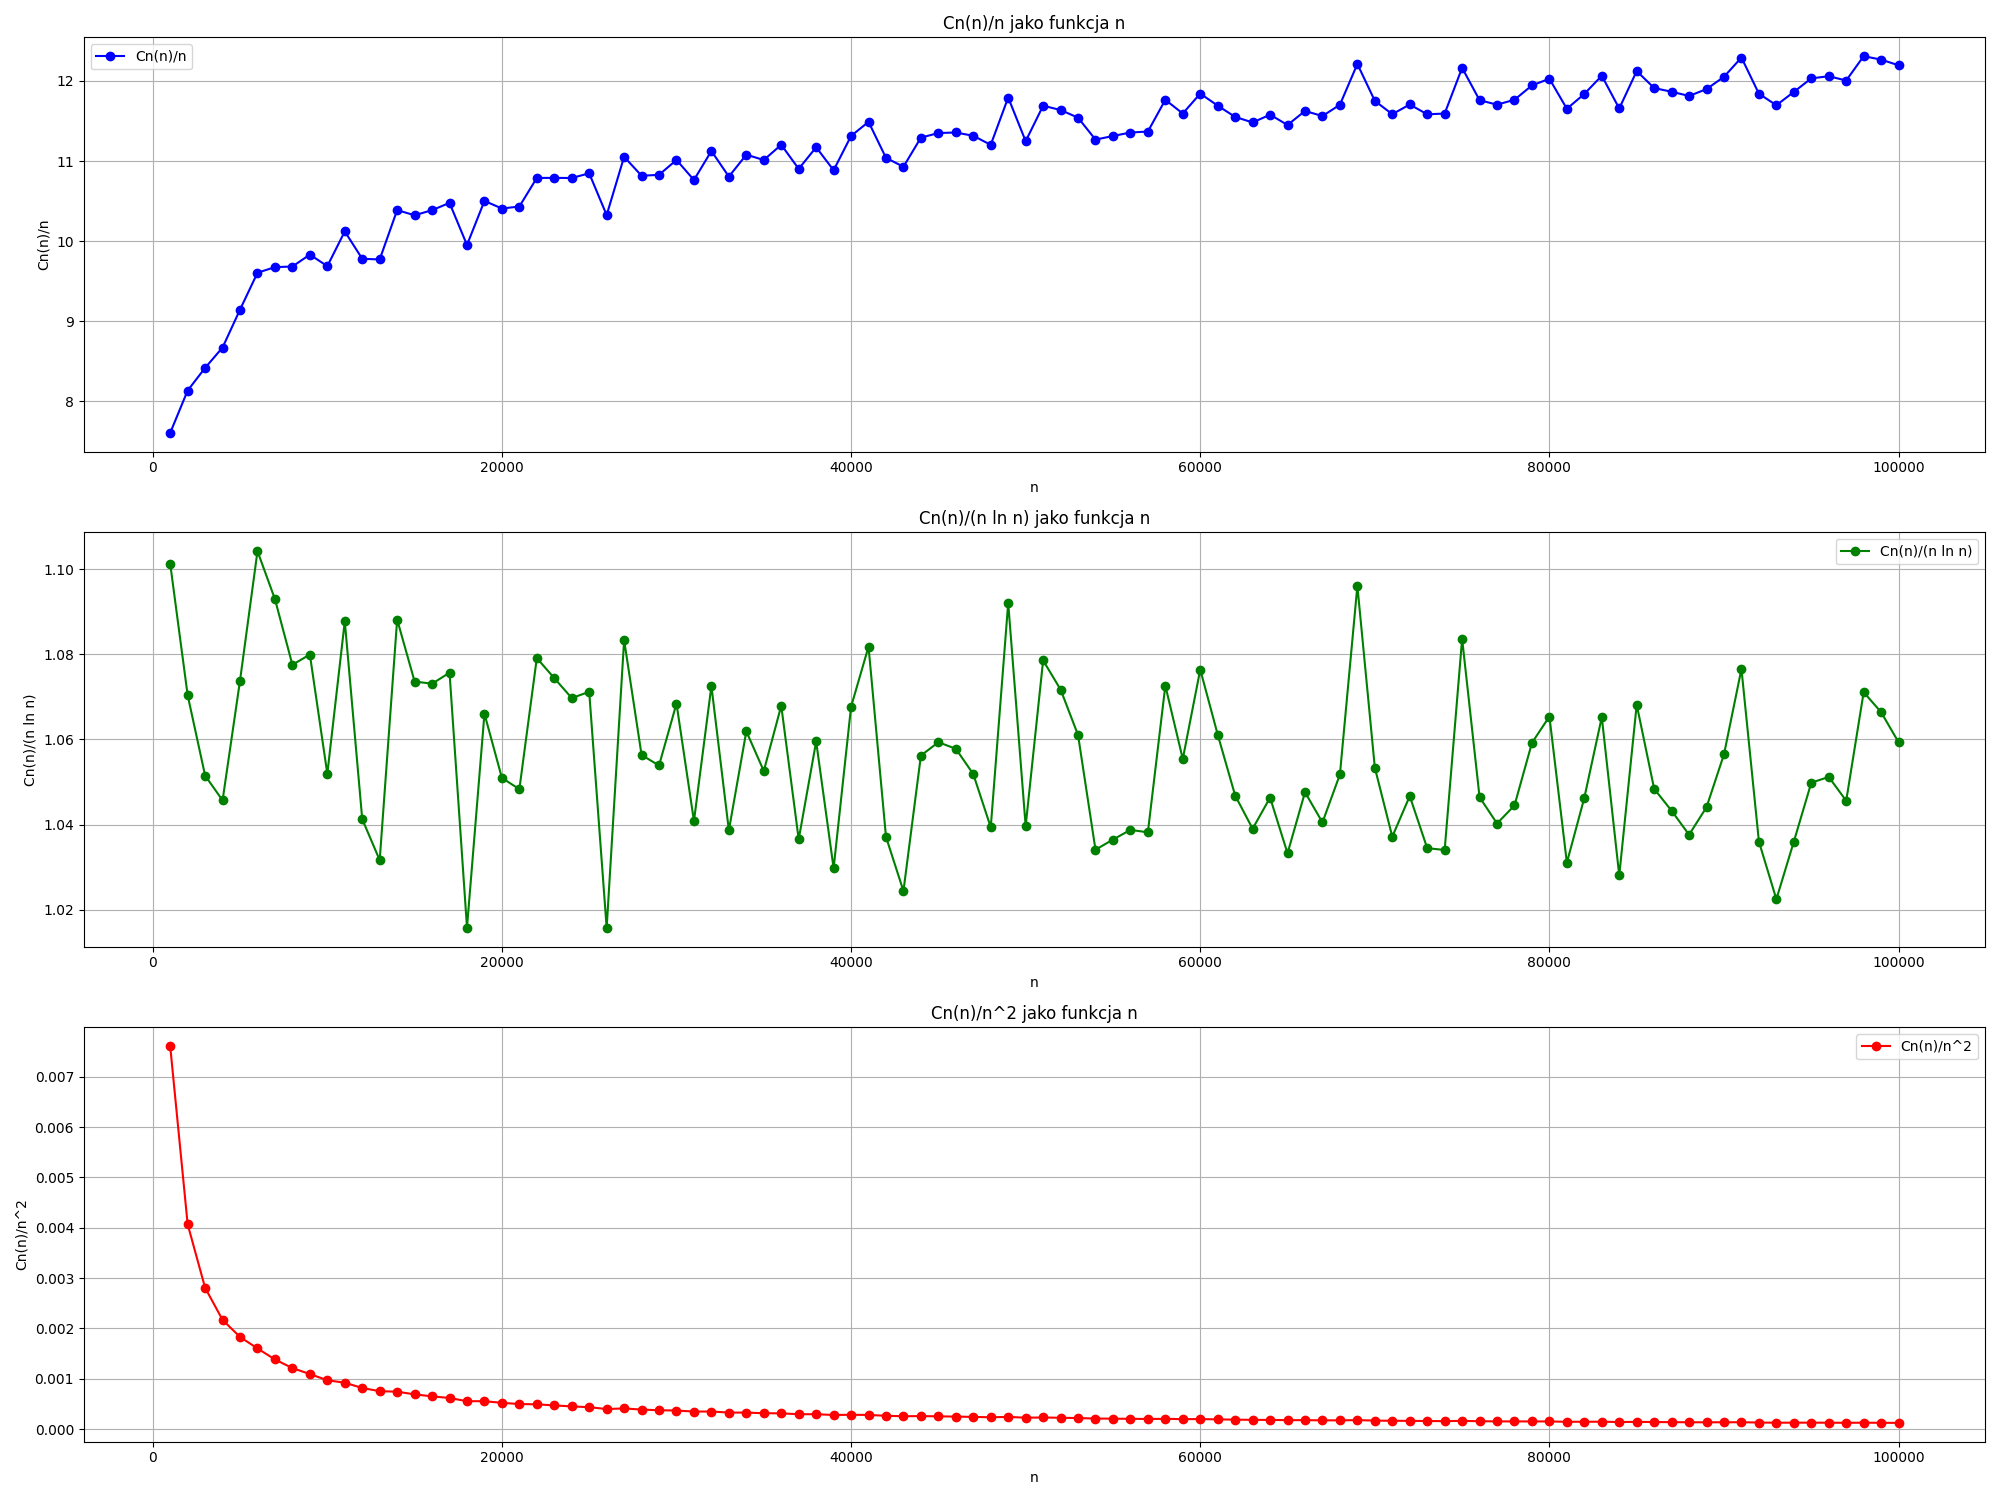 Cn(n)/n jako funkcja n
Cn(n)/n
Cn(n)/n
12
11
10
9
8
0 20000 40000 60000 80000 100000
n
Cn(n)/(n ln n) jako funkcja n
Cn(n)/(n ln n)
Cn(n)/(n ln n)
1.10
1.08
1.06
1.04
1.02
0 20000 40000 60000 80000 100000
n
Cn(n)/n^2 jako funkcja n
Cn(n)/n^2
Cn(n)/n^2
0.007
0.006
0.005
0.004
0.003
0.002
0.001
0.000
0 20000 40000 60000 80000 100000
n